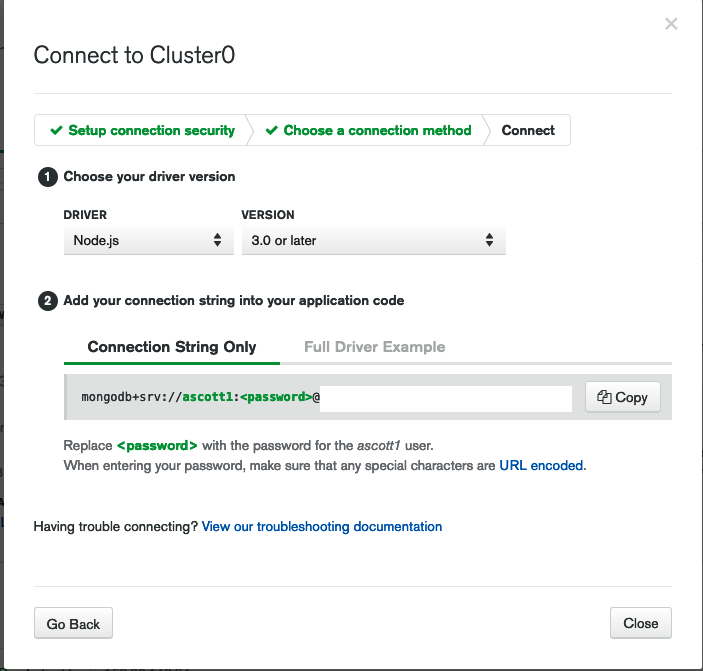 ×
Connect to Cluster0
✔ Setup connection security ✔ Choose a connection method Connect
1 Choose your driver version
DRIVER VERSION
Node.js 3.0 or later
2 Add your connection string into your application code
Connection String Only Full Driver Example
mongodb+srv://ascott1:<password>@ Copy
Replace <password> with the password for the ascott1 user.
When entering your password, make sure that any special characters are URL encoded.
Having trouble connecting? View our troubleshooting documentation
Go Back Close